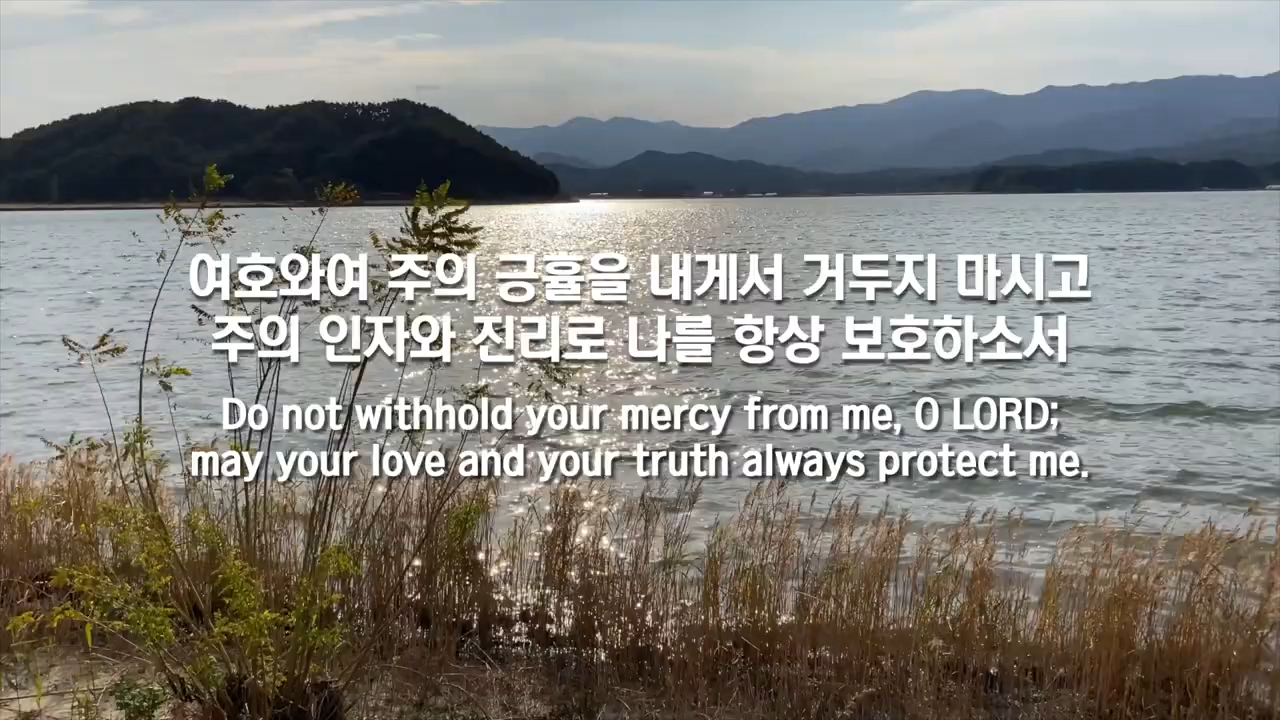 여호와여 주의 긍휼을 내게서 거두지 마시고
주의 인자와 진리로 나를 항상 보호하소서
Do not withhold your mercy from me, O LORD;
may your love and your truth always protect me.